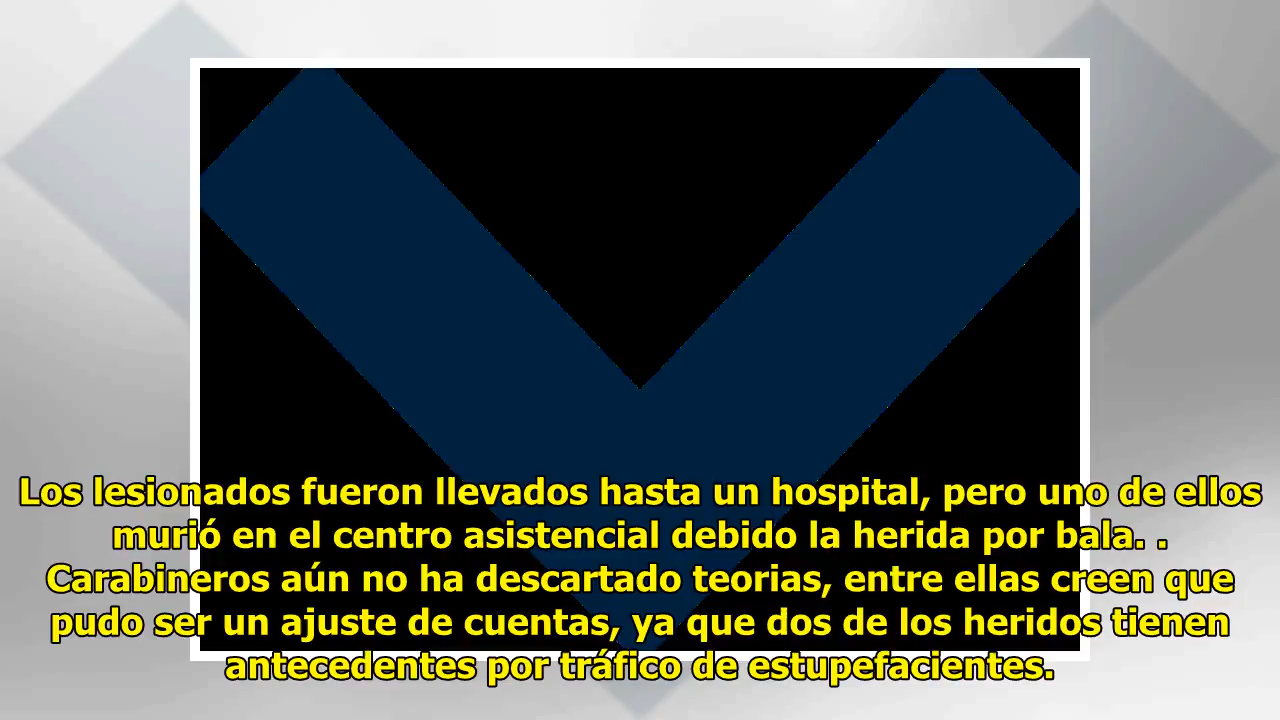 Los lesionados fueron llevados hasta un hospital, pero uno de ellos
murió en el centro asistencial debido la herida por bala. .
Carabineros aún no ha descartado teorias, entre ellas creen que
pudo ser un ajuste de cuentas, ya que dos de los heridos tienen
antecedentes por tráfico de estupefacientes.